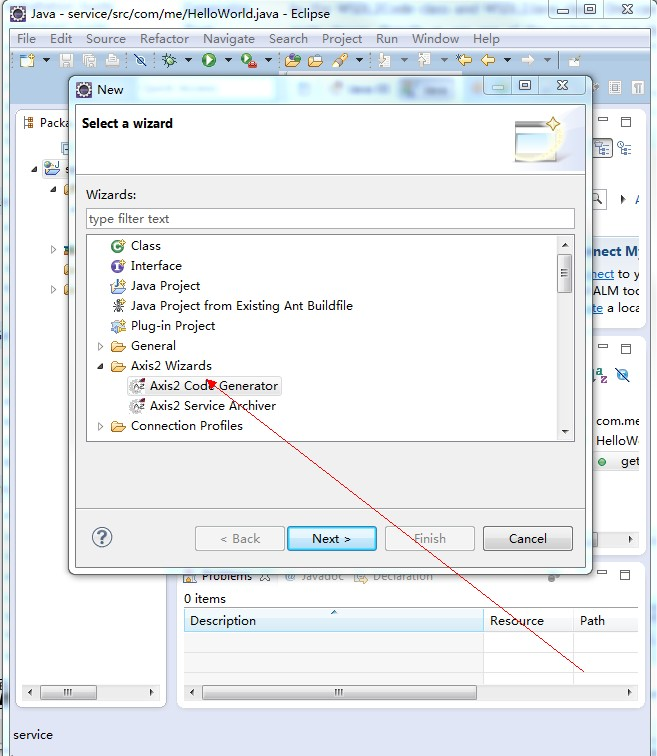 Java - service/src/com/me/HelloWorld.java - Eclipse
File Edit Source Refactor Navigate Search Project Run Window Help
New
Packa
Select a wizard
Wizards:
type filter text
Class
Interface
Java Project
Java Project from Existing Ant Buildfile
Plug-in Project
General
Axis2 Wizards
Axis2 Code Generator
Axis2 Service Archiver
Connection Profiles
nnect My
nect to y
ALM too
te a loca
com.me
HelloW
get
? < Back Next > Finish Cancel
Problems @ Javadoc Declaration
0 items
Description Resource Path
service